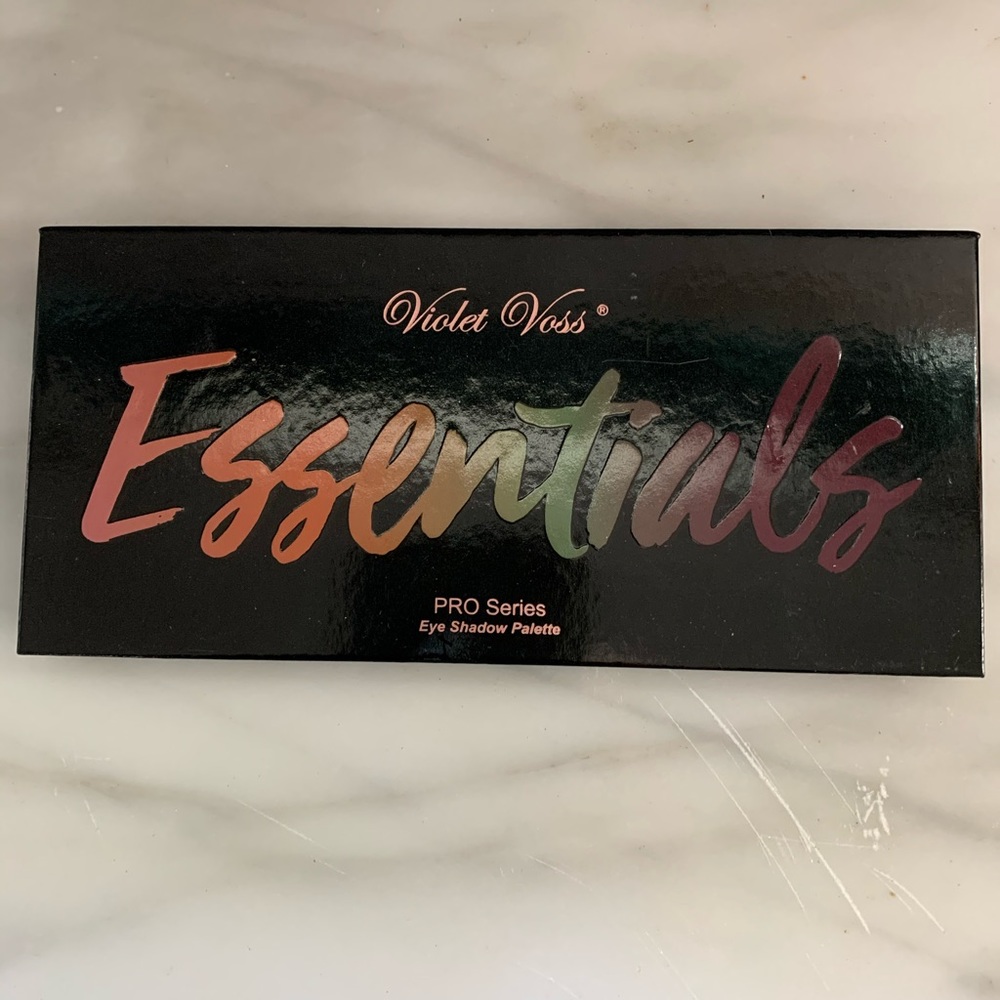 Violet Voss ®
Essentials
PRO Series
Eye Shadow Palette